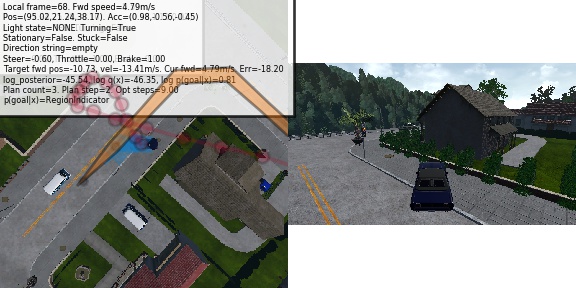 Local frame=68. Fwd speed=4.79m/s
Pos=(95.02,21.24,38.17). Acc=(0.98,-0.56,-0.45)
Light state=NONE: Turning=True
Stationary=False. Stuck=False
Direction string=empty
Steer=-0.60, Throttle=0.00, Brake=1.00
Target fwd pos=-10.73, vel=-13.41m/s. Cur fwd=4.79m/s, Err=-18.20
log_posterior=-45.54, log q(x)=-46.35, log p(goal|x)=0.81
Plan count=3. Plan step=2. Opt steps=9.00
p(goal|x)=RegionIndicator